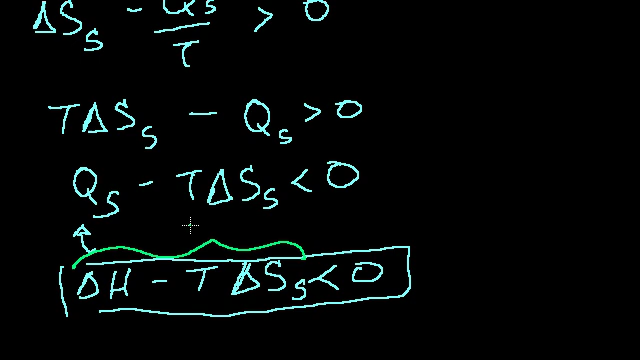 ΔS_S - Q_S/T > 0
TΔS_S - Q_S > 0
Q_S - TΔS_S < 0
ΔH - TΔS_S < 0